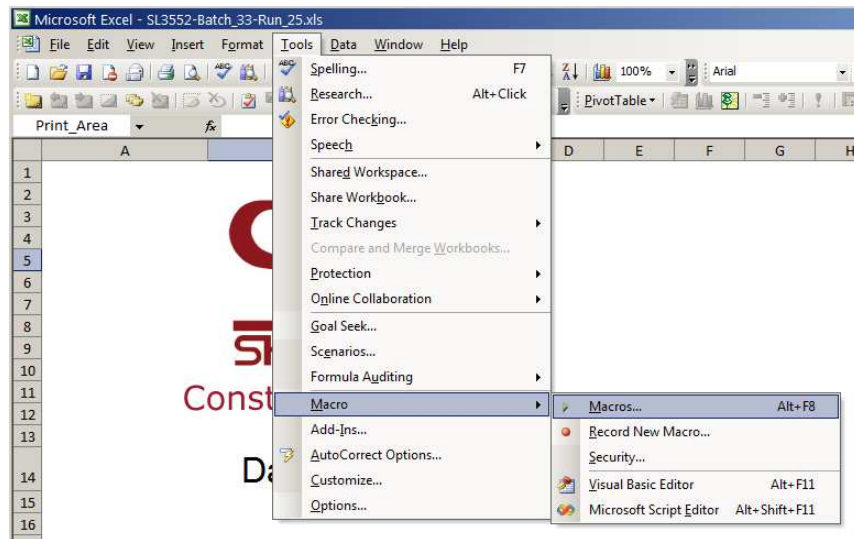 Microsoft Excel - SL3552-Batch_33-Run_25.xls
File Edit View Insert Format Tools Data Window Help
100% Arial
PivotTable
Print_Area fx
A D E F G H
1
2
3
4
5
6
7
8
9
10
11
12
13
14
15
16
Const
Spelling... F7
Research... Alt+Click
Error Checking...
Speech
Shared Workspace...
Share Workbook...
Track Changes
Compare and Merge Workbooks...
Protection
Online Collaboration
Goal Seek...
Scenarios...
Formula Auditing
Macro
Add-Ins...
AutoCorrect Options...
Customize...
Options...
Macros... Alt+F8
Record New Macro...
Security...
Visual Basic Editor Alt+F11
Microsoft Script Editor Alt+Shift+F11